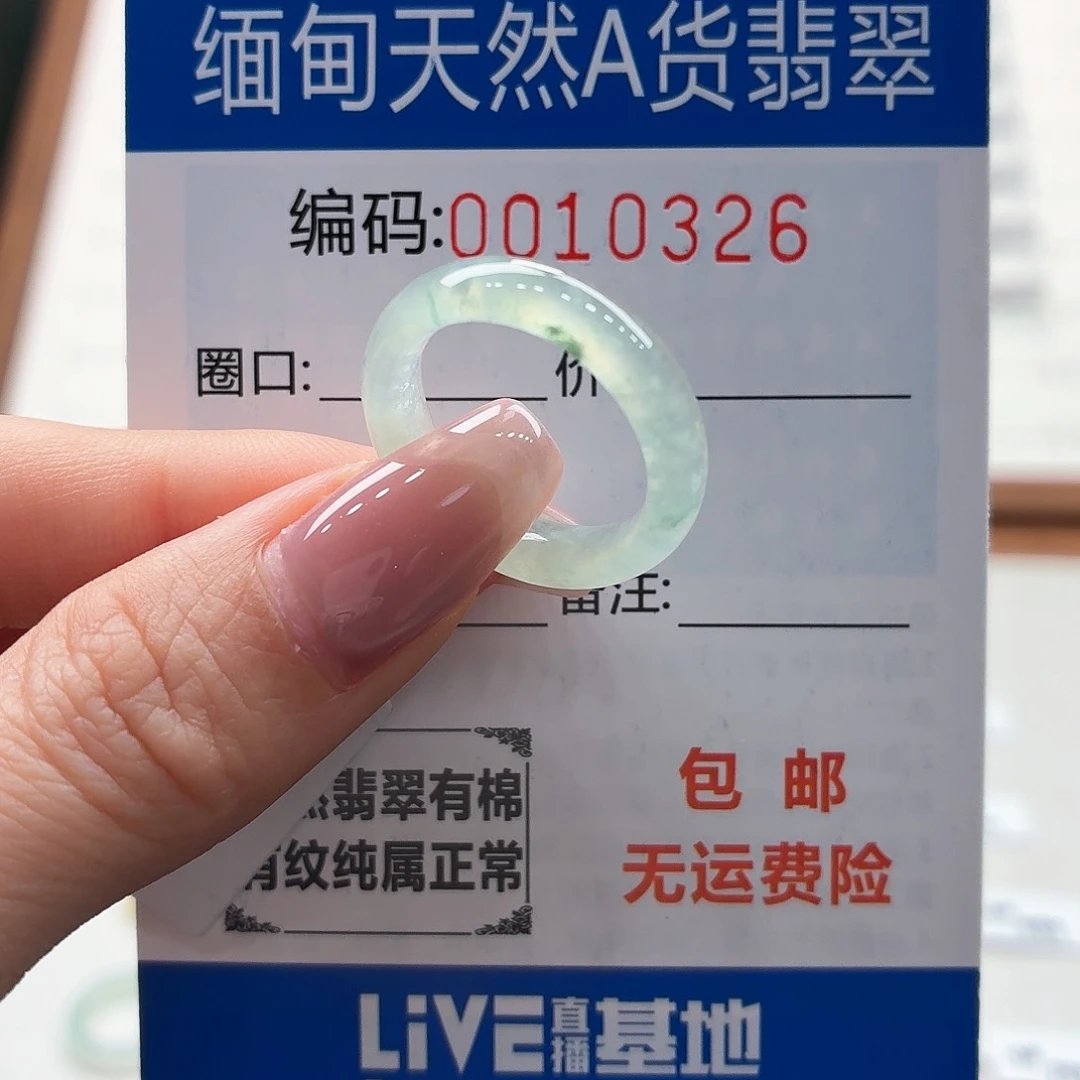 缅甸天然A货翡翠
编码:0010326
圈口: 价
备注:
翡翠有棉
有纹纯属正常
包 邮
无运费险
LiVE直播基地